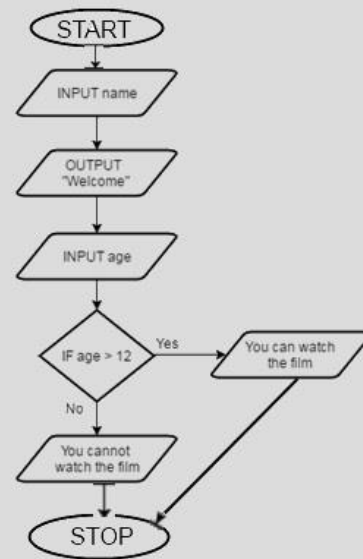 START
INPUT name
OUTPUT
"Welcome"
INPUT age
IF age > 12
Yes
You can watch
the film
No
You cannot
watch the film
STOP